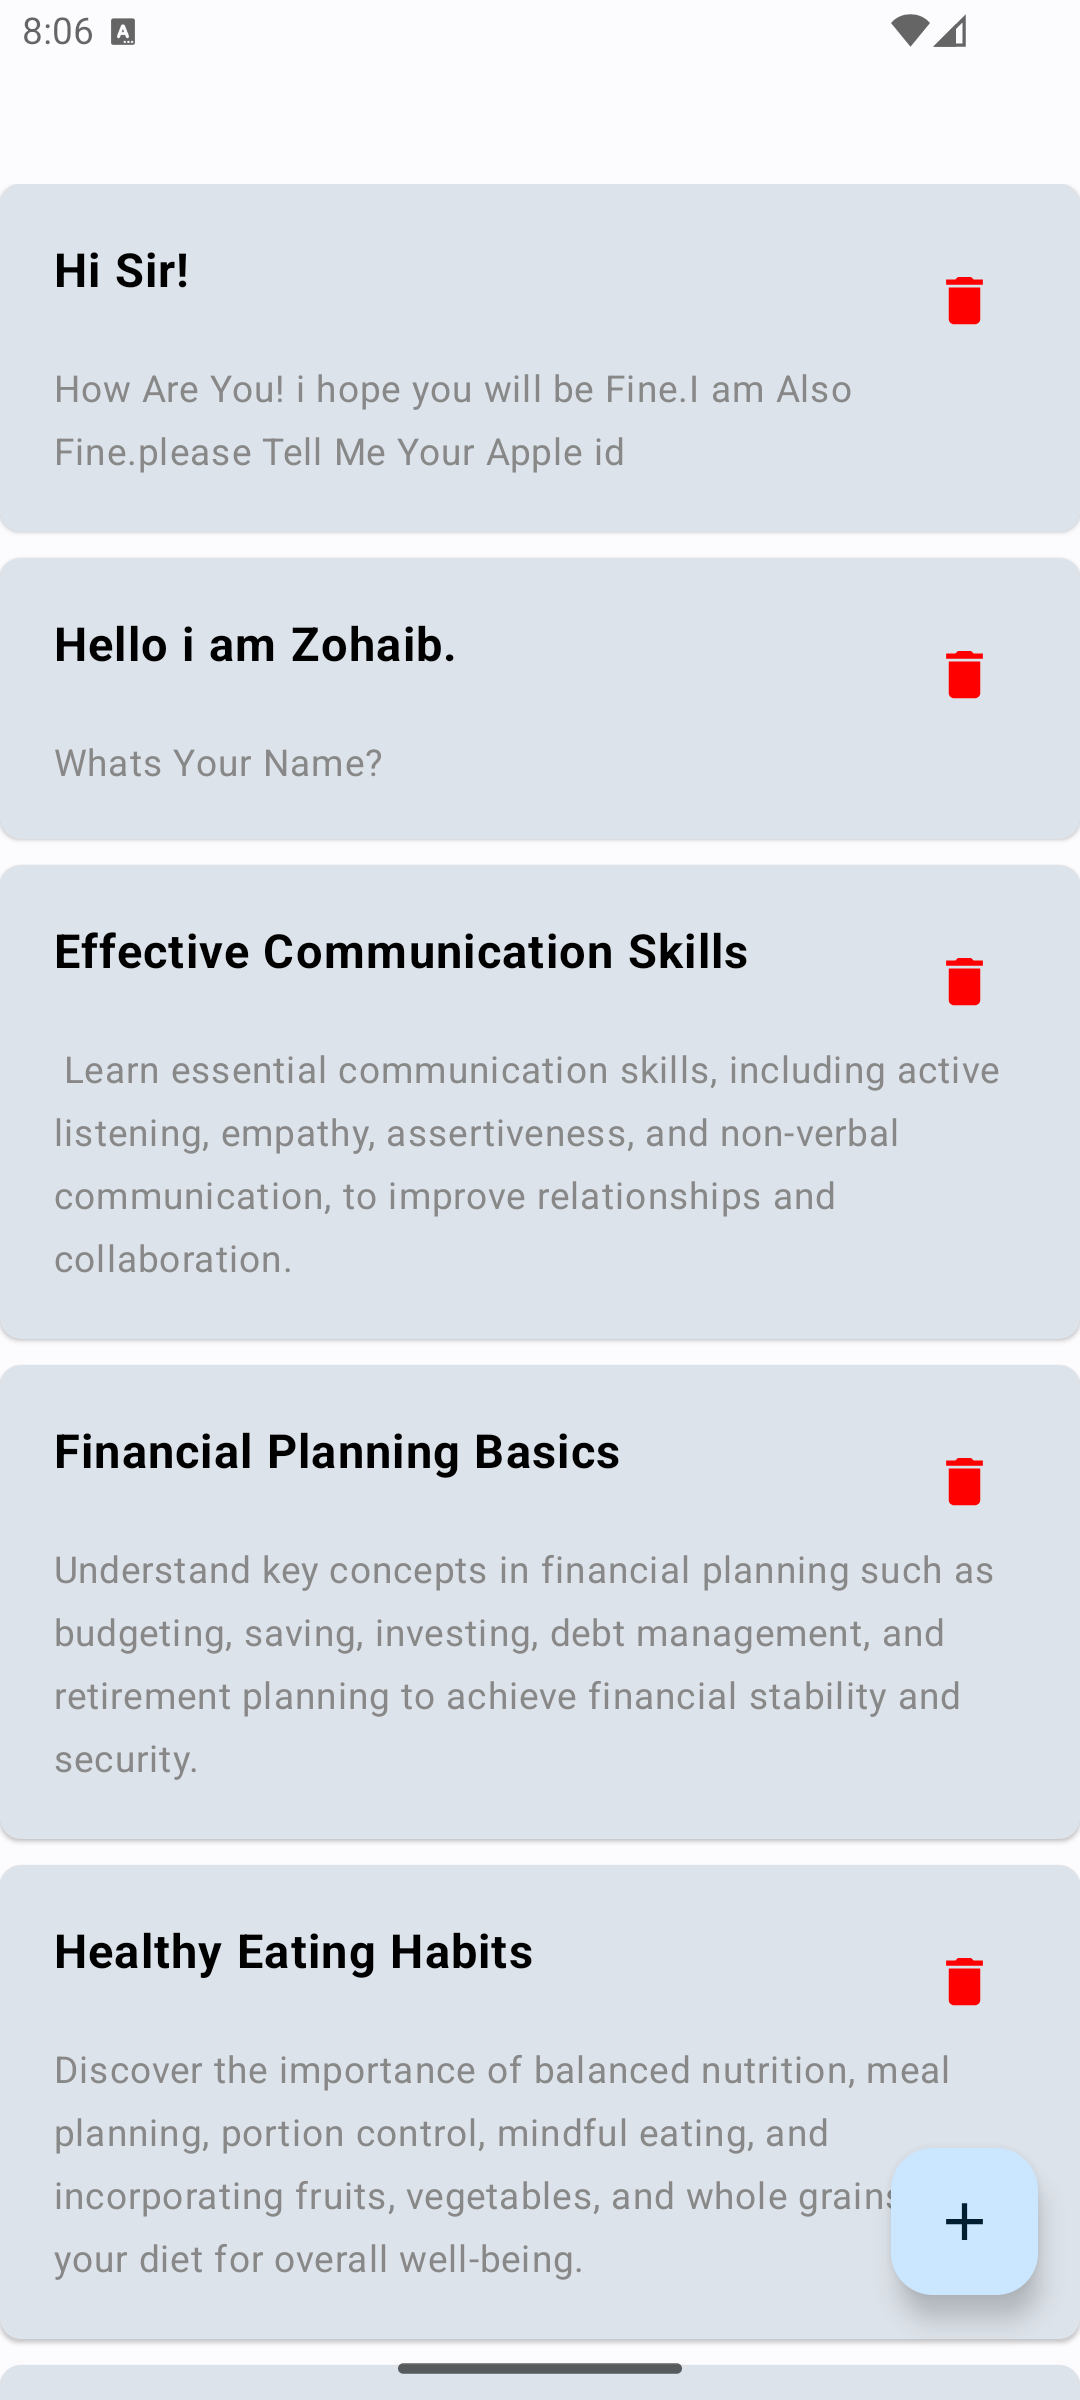 8:06
Hi Sir!
How Are You! i hope you will be Fine.I am Also
Fine.please Tell Me Your Apple id
Hello i am Zohaib.
Whats Your Name?
Effective Communication Skills
Learn essential communication skills, including active
listening, empathy, assertiveness, and non-verbal
communication, to improve relationships and
collaboration.
Financial Planning Basics
Understand key concepts in financial planning such as
budgeting, saving, investing, debt management, and
retirement planning to achieve financial stability and
security.
Healthy Eating Habits
Discover the importance of balanced nutrition, meal
planning, portion control, mindful eating, and
incorporating fruits, vegetables, and whole grains
your diet for overall well-being.